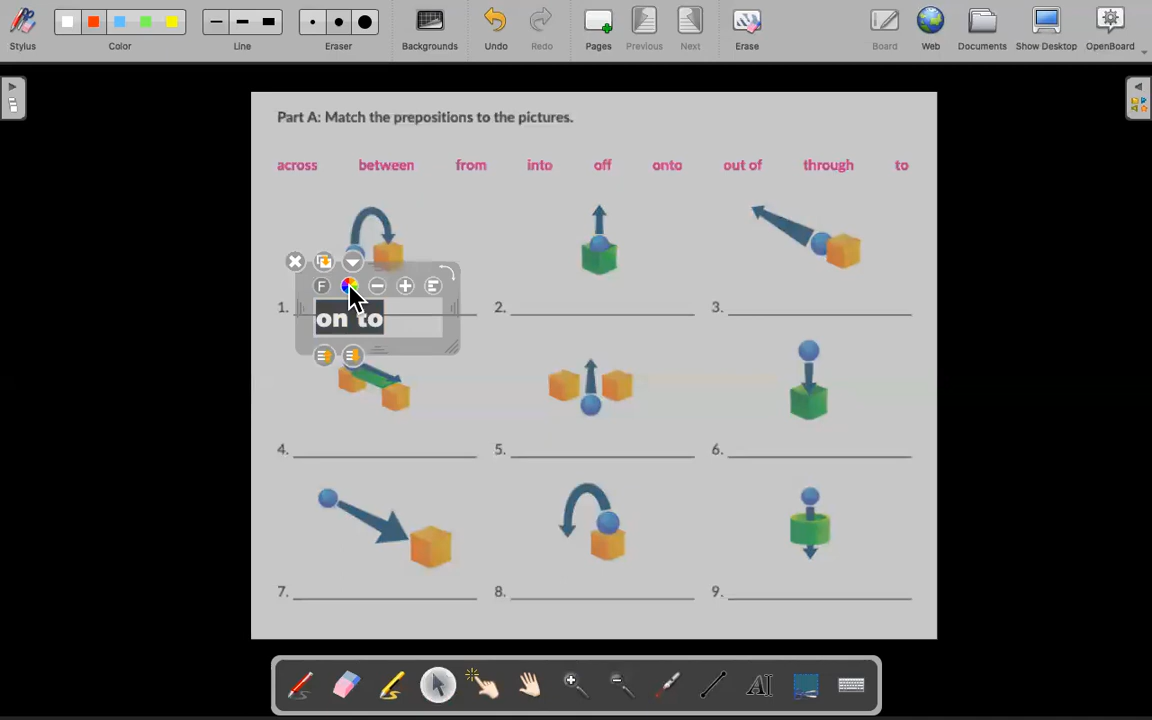 Stylus Color Line Eraser Backgrounds Undo Redo Pages Previous Next Erase Board Web Documents Show Desktop OpenBoard
Part A: Match the prepositions to the pictures.
across between from into off onto out of through to
F
1. 2. 3.
on to
4. 5. 6.
7. 8. 9.
AI